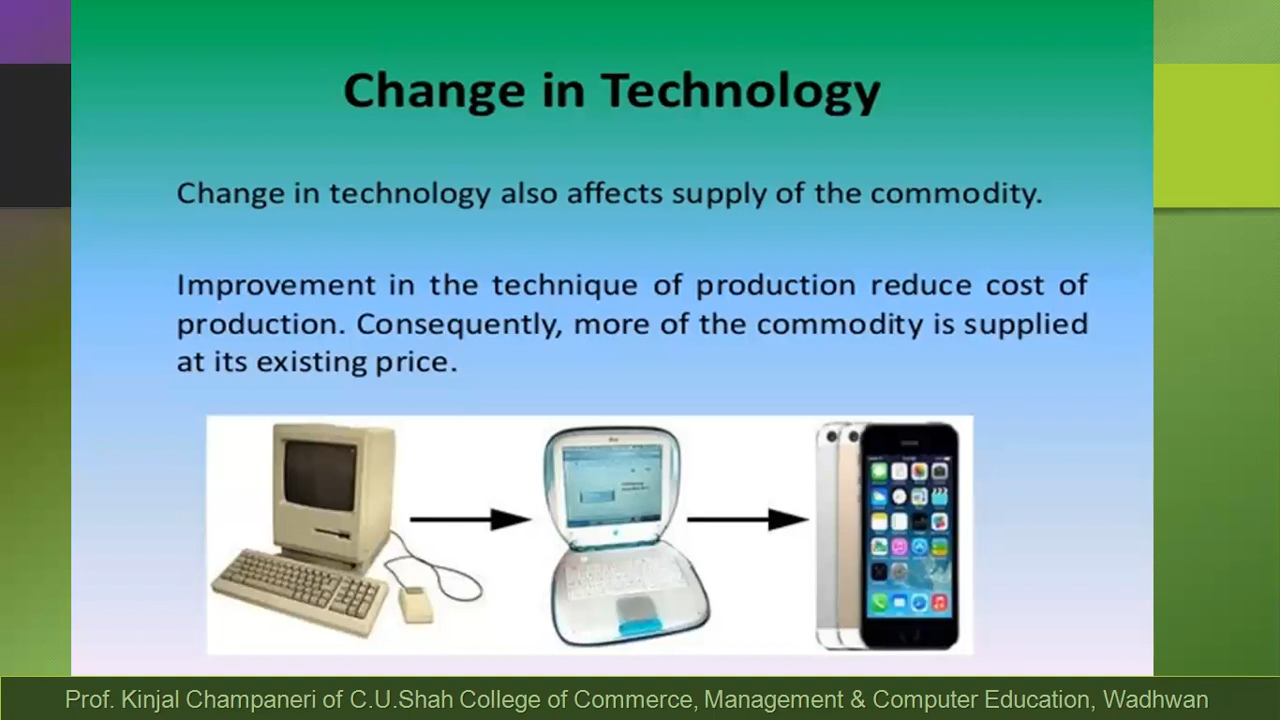 Change in Technology
Change in technology also affects supply of the commodity.
Improvement in the technique of production reduce cost of
production. Consequently, more of the commodity is supplied
at its existing price.
Prof. Kinjal Champaneri of C.U.Shah College of Commerce, Management & Computer Education, Wadhwan